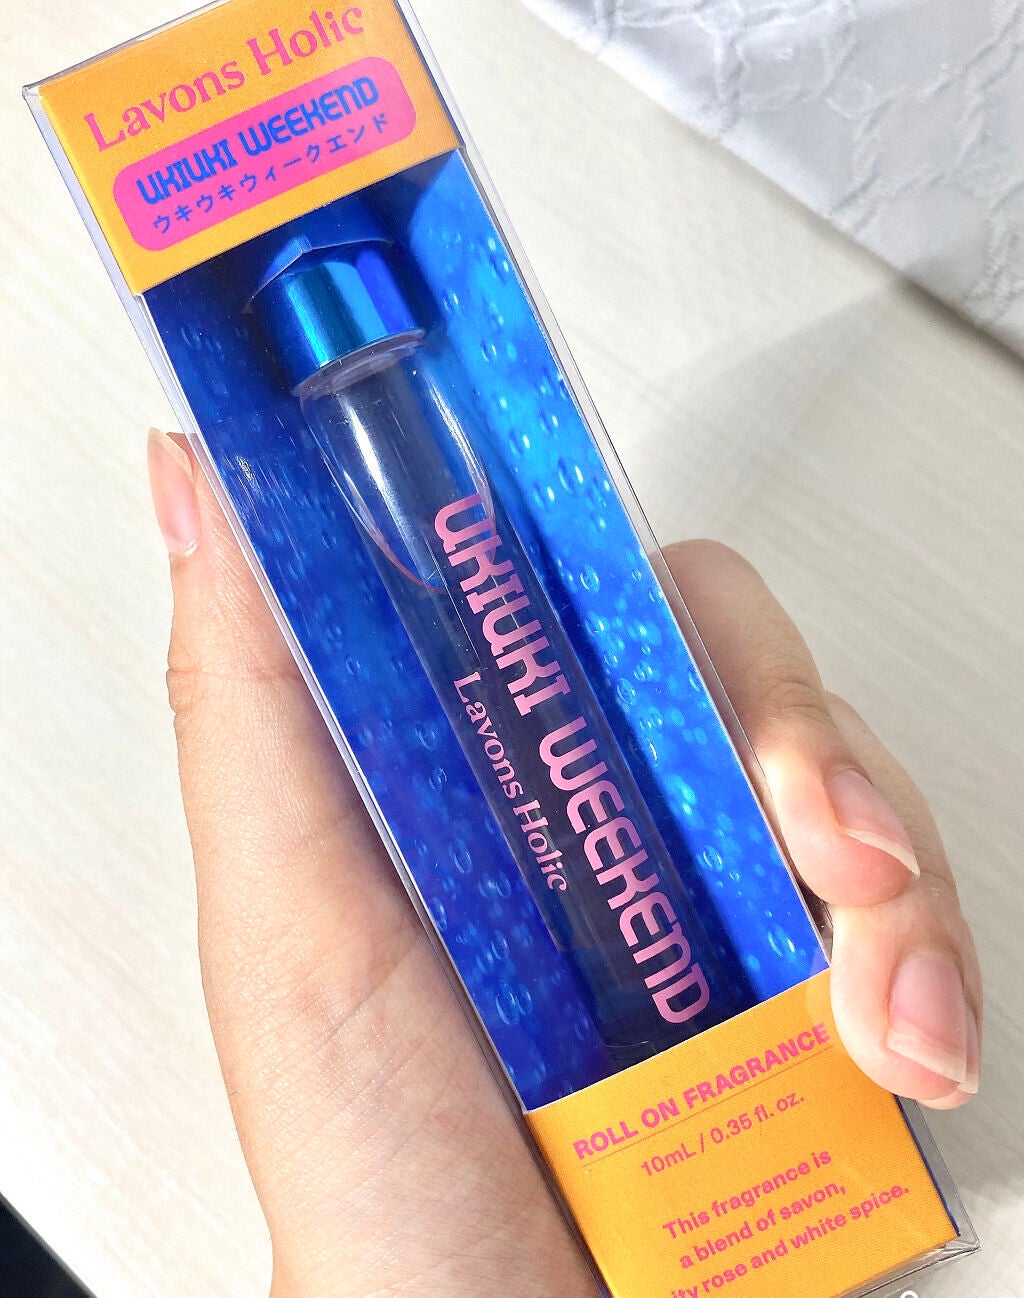 Lavons Holic
UKIUKI WEEKEND
ウキウキウィークエンド
UKIUKI WEEKEND
Lavons Holic
ROLL ON FRAGRANCE
10mL / 0.35 fl. oz.
This fragrance is
a blend of savon,
rose and white spice.